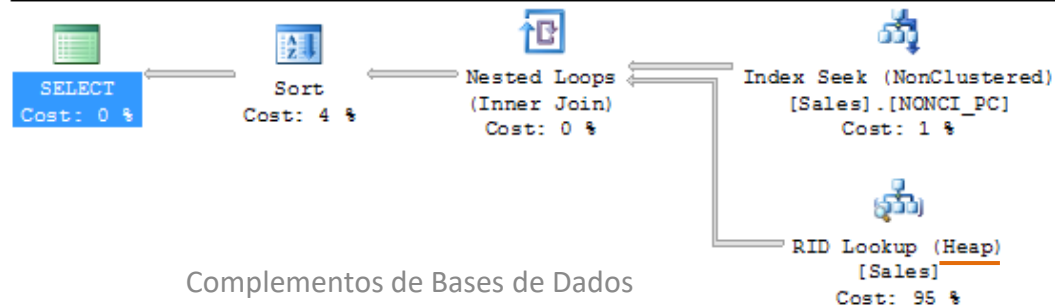 SELECT
Cost: 0 %
Sort
Cost: 4 %
Nested Loops
(Inner Join)
Cost: 0 %
Index Seek (NonClustered)
[Sales].[NONCI_PC]
Cost: 1 %
RID Lookup (Heap)
[Sales]
Cost: 95 %
Complementos de Bases de Dados